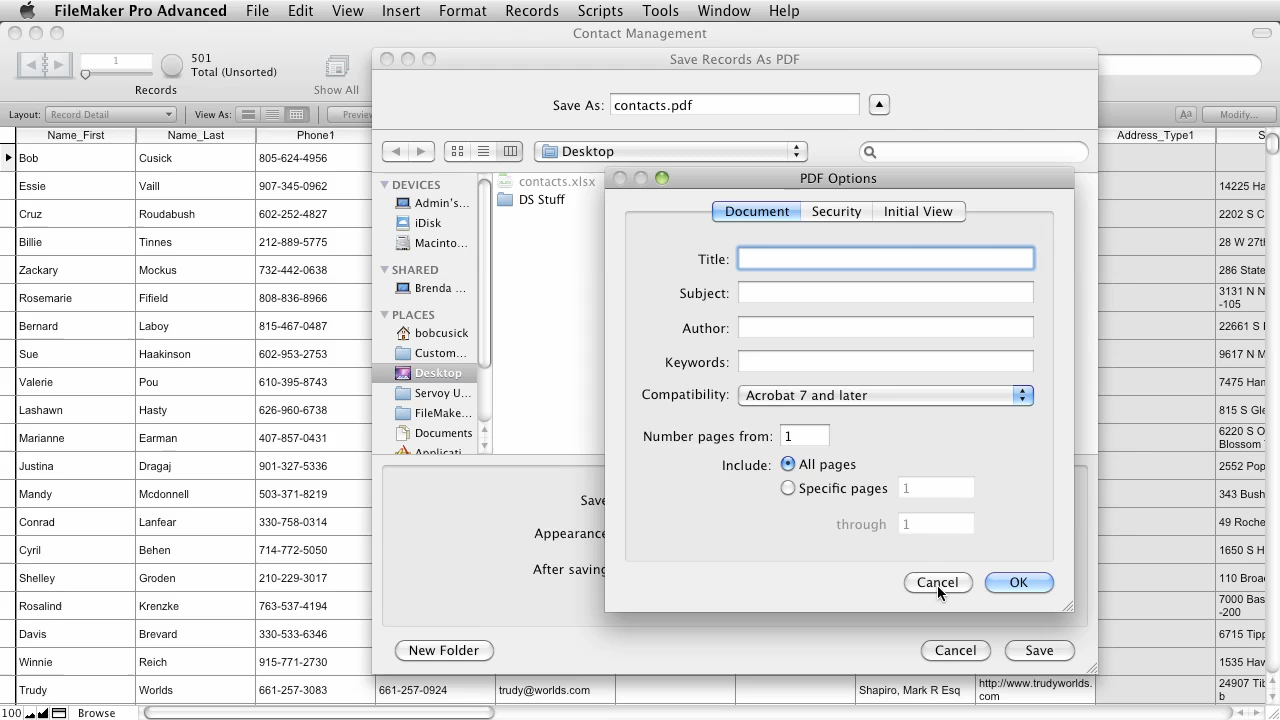 FileMaker Pro Advanced File Edit View Insert Format Records Scripts Tools Window Help
Contact Management
1
501
Total (Unsorted)
Records
Show All
Layout: Record Detail View As: Preview Aa Modify...
Save Records As PDF
Save As: contacts.pdf
Desktop
DEVICES
Admin's...
iDisk
Macinto...
SHARED
Brenda ...
PLACES
bobcusick
Custom...
Desktop
Servoy U...
FileMake...
Documents
Applicati
contacts.xlsx
DS Stuff
Save
Appearance
After saving
New Folder
Cancel Save
PDF Options
Document Security Initial View
Title:
Subject:
Author:
Keywords:
Compatibility: Acrobat 7 and later
Number pages from: 1
Include: All pages
Specific pages 1
through 1
Cancel OK
Name_First Name_Last Phone1 Address_Type1 S
Bob Cusick 805-624-4956
Essie Vaill 907-345-0962 14225 Ha
Cruz Roudabush 602-252-4827 2202 S C
Billie Tinnes 212-889-5775 28 W 27th
Zackary Mockus 732-442-0638 286 State
Rosemarie Fifield 808-836-8966 3131 N N
-105
Bernard Laboy 815-467-0487 22661 S F
Sue Haakinson 602-953-2753 9617 N M
Valerie Pou 610-395-8743 7475 Ham
Lashawn Hasty 626-960-6738 815 S Gle
Marianne Earman 407-857-0431 6220 S O
Blossom
Justina Dragaj 901-327-5336 2552 Pop
Mandy Mcdonnell 503-371-8219 343 Bush
Conrad Lanfear 330-758-0314 49 Roche
Cyril Behen 714-772-5050 1650 S H
Shelley Groden 210-229-3017 110 Broad
Rosalind Krenzke 763-537-4194 7000 Bas
-200
Davis Brevard 330-533-6346 6715 Tipp
Winnie Reich 915-771-2730 1535 Haw
Trudy Worlds 661-257-3083 661-257-0924 trudy@worlds.com Shapiro, Mark R Esq http://www.trudyworlds.com 24907 Tib
b
100 Browse